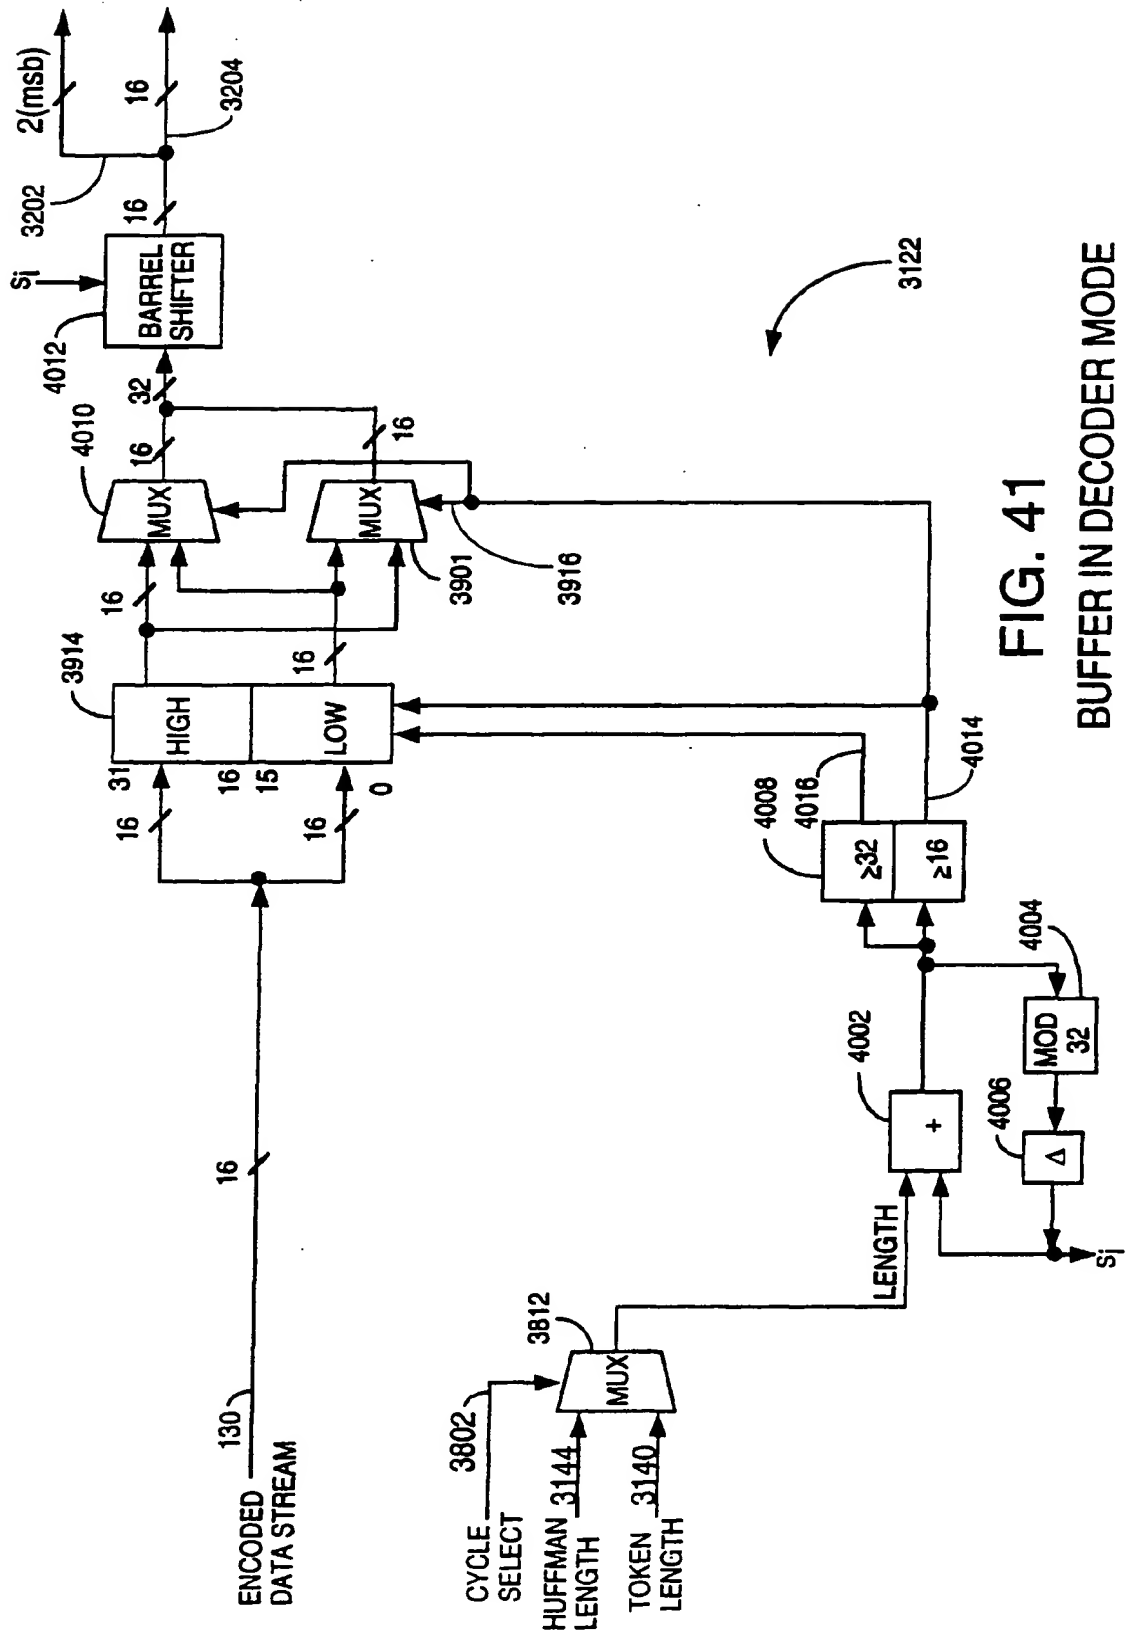 ENCODED
DATA STREAM
130
16
16
16
31
HIGH
16
15
LOW
0
3914
16
16
MUX
4010
MUX
3901
3916
16
16
32
4012
BARREL
SHIFTER
Si
16
3202
2(msb)
16
3204
3122
CYCLE
SELECT
3802
HUFFMAN
LENGTH
3144
TOKEN
LENGTH
3140
MUX
3812
LENGTH
+
4002
Si
Δ
4006
MOD
32
4004
≥32
≥16
4008
4016
4014
FIG. 41
BUFFER IN DECODER MODE